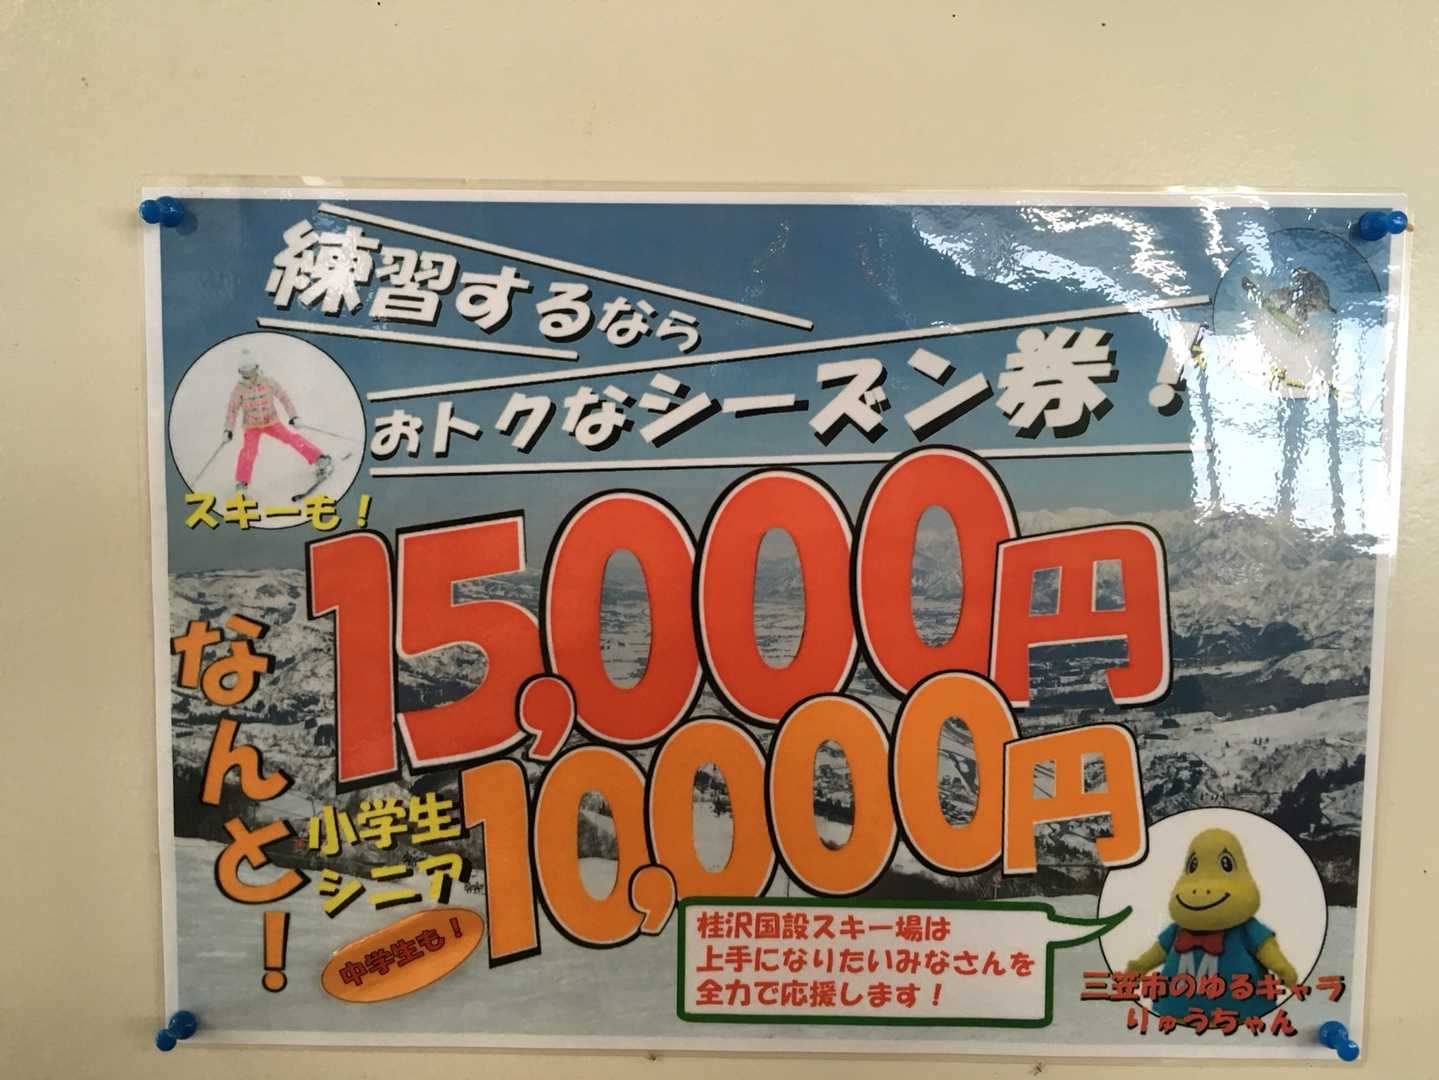 練習するなら
おトクなシーズン券！
スキーも！
なんと！
15,000円
小学生
シニア
10,000円
中学生も！
桂沢国設スキー場は
上手になりたいみなさんを
全力で応援します！
三笠市のゆるキャラ
りゅうちゃん